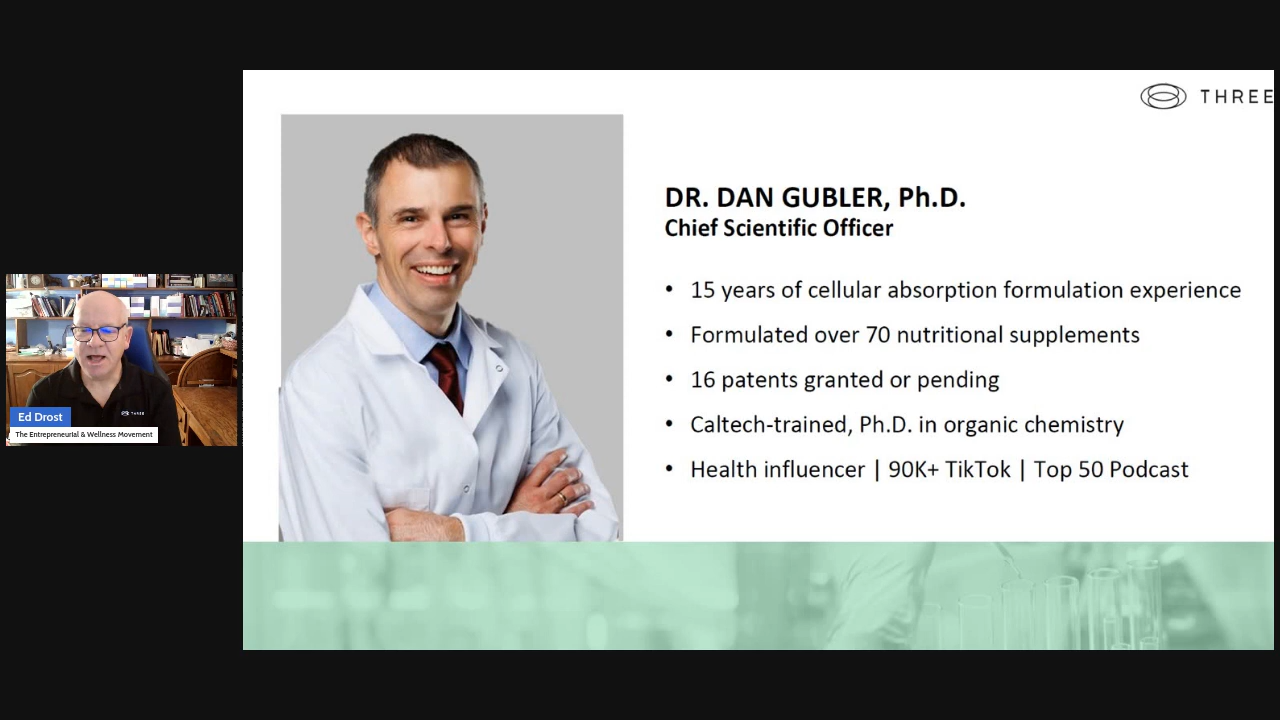 THREE
DR. DAN GUBLER, Ph.D.
Chief Scientific Officer
• 15 years of cellular absorption formulation experience
• Formulated over 70 nutritional supplements
• 16 patents granted or pending
• Caltech-trained, Ph.D. in organic chemistry
• Health influencer | 90K+ TikTok | Top 50 Podcast
THREE
Ed Drost
The Entrepreneurial & Wellness Movement